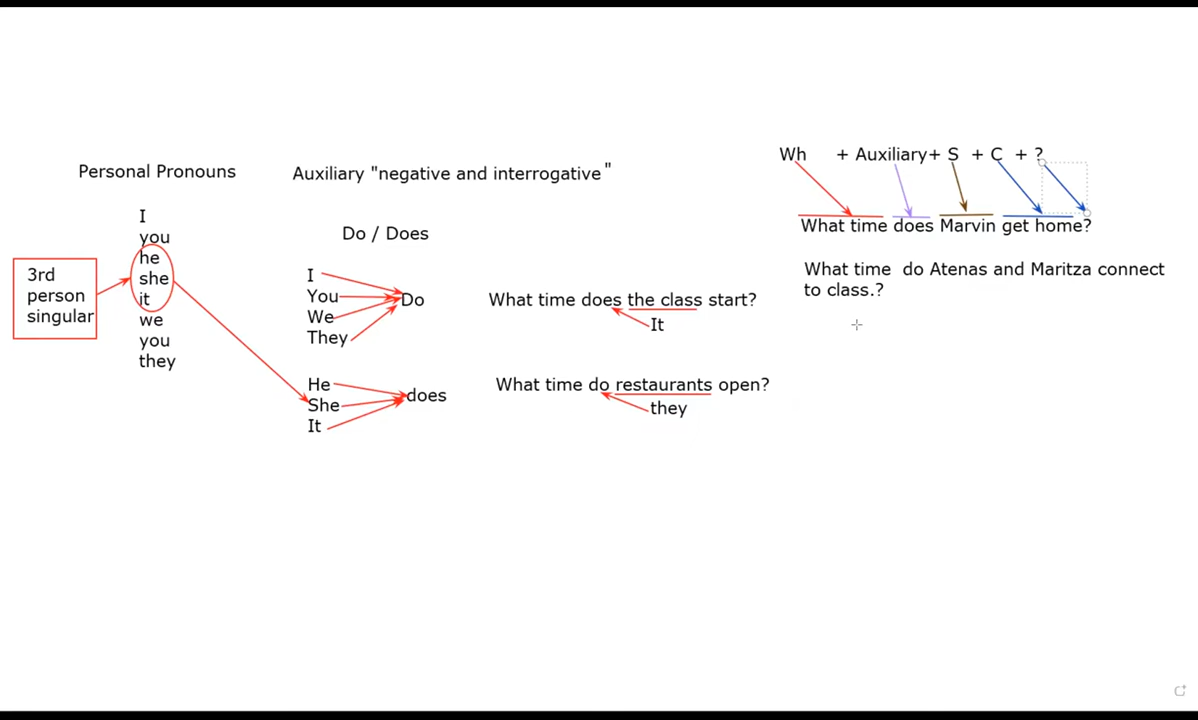 Personal Pronouns
I
you
he
she
it
we
you
they
3rd
person
singular
Auxiliary "negative and interrogative"
Do / Does
I
You
We
They
Do
He
She
It
does
What time does the class start?
It
What time do restaurants open?
they
Wh + Auxiliary+ S + C + ?
What time does Marvin get home?
What time do Atenas and Maritza connect
to class.?